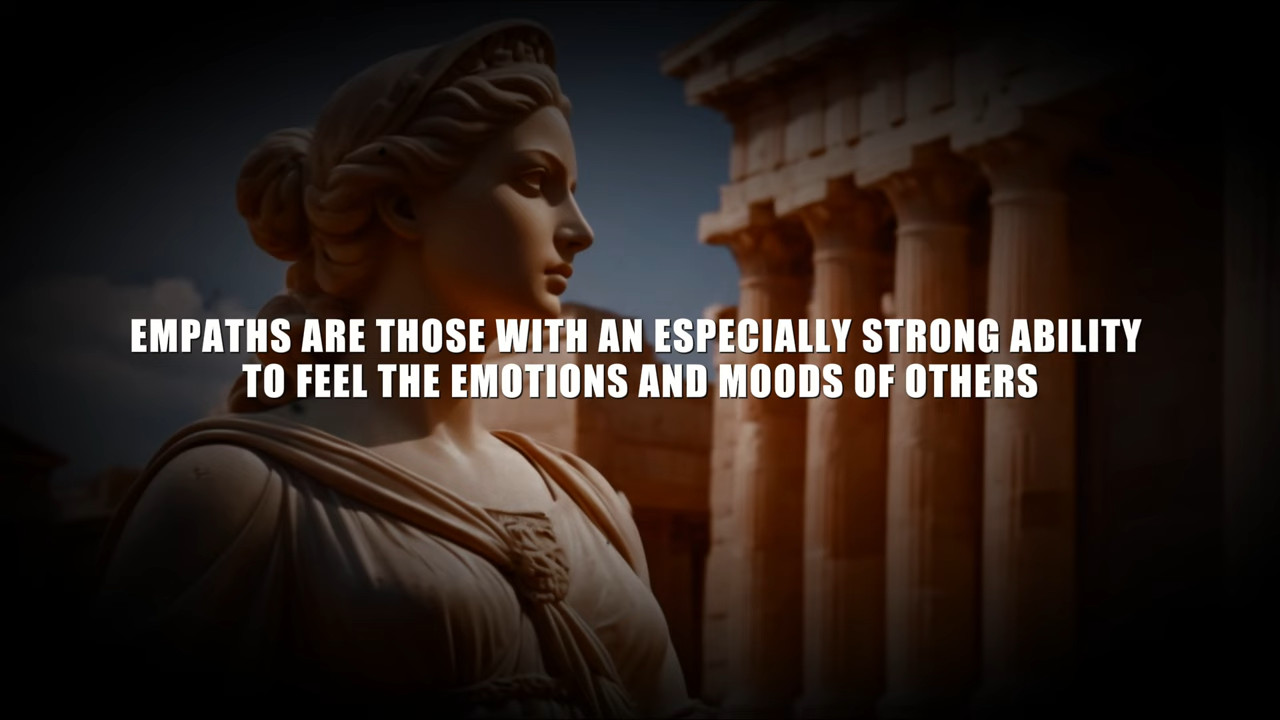 EMPATHS ARE THOSE WITH AN ESPECIALLY STRONG ABILITY
TO FEEL THE EMOTIONS AND MOODS OF OTHERS